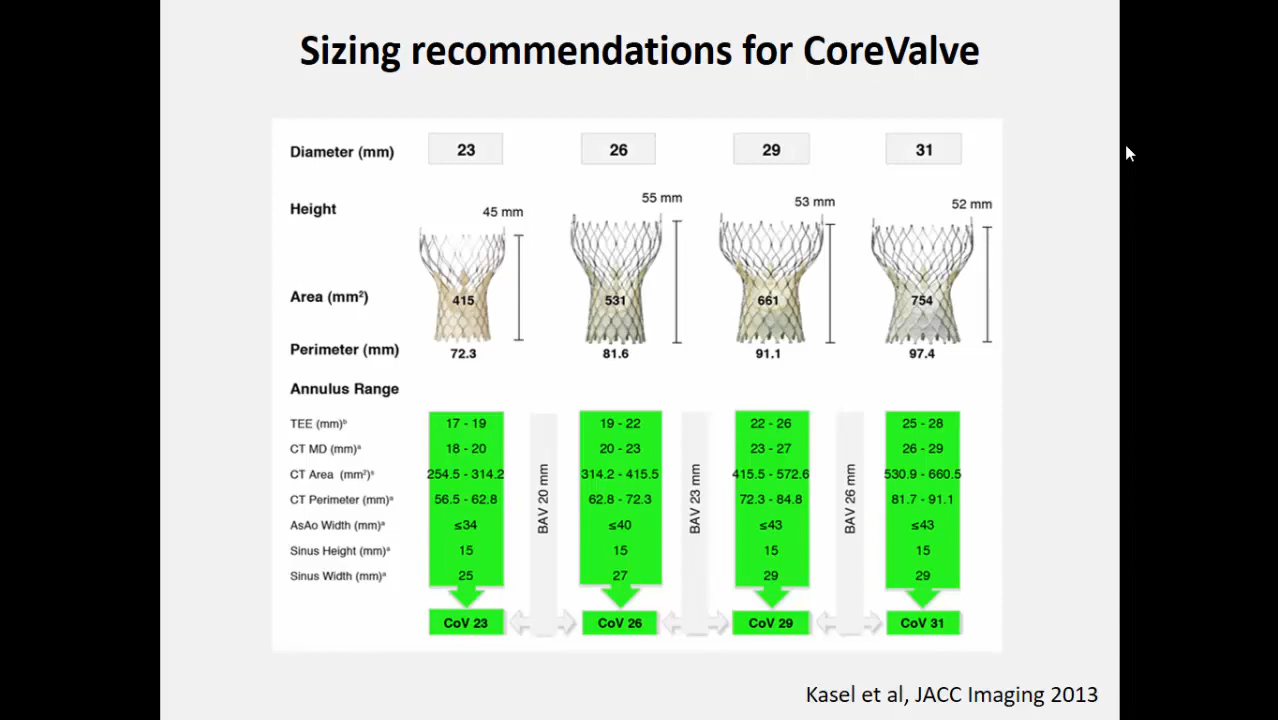 Sizing recommendations for CoreValve
Diameter (mm) 23 26 29 31
Height 45 mm 55 mm 53 mm 52 mm
Area (mm²) 415 531 661 754
Perimeter (mm) 72.3 81.6 91.1 97.4
Annulus Range
TEE (mm)ᵇ 17 - 19 19 - 22 22 - 26 25 - 28
CT MD (mm)ᵃ 18 - 20 20 - 23 23 - 27 26 - 29
CT Area (mm²)ᵃ 254.5 - 314.2 314.2 - 415.5 415.5 - 572.6 530.9 - 660.5
CT Perimeter (mm)ᵃ 56.5 - 62.8 62.8 - 72.3 72.3 - 84.8 81.7 - 91.1
AsAo Width (mm)ᵃ ≤34 ≤40 ≤43 ≤43
Sinus Height (mm)ᵃ 15 15 15 15
Sinus Width (mm)ᵃ 25 27 29 29
BAV 20 mm
BAV 23 mm
BAV 26 mm
CoV 23 CoV 26 CoV 29 CoV 31
Kasel et al, JACC Imaging 2013